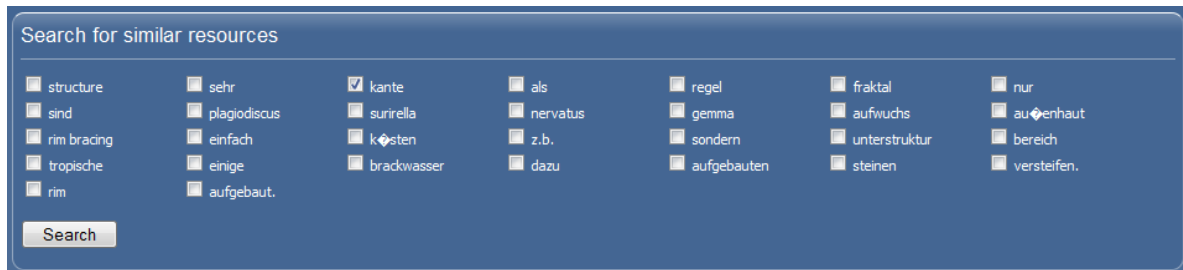 Search for similar resources
structure sehr kante als regel fraktal nur
sind plagiodiscus surirella nervatus gemma aufwuchs au�enhaut
rim bracing einfach k�sten z.b. sondern unterstruktur bereich
tropische einige brackwasser dazu aufgebauten steinen versteifen.
rim aufgebaut.
Search